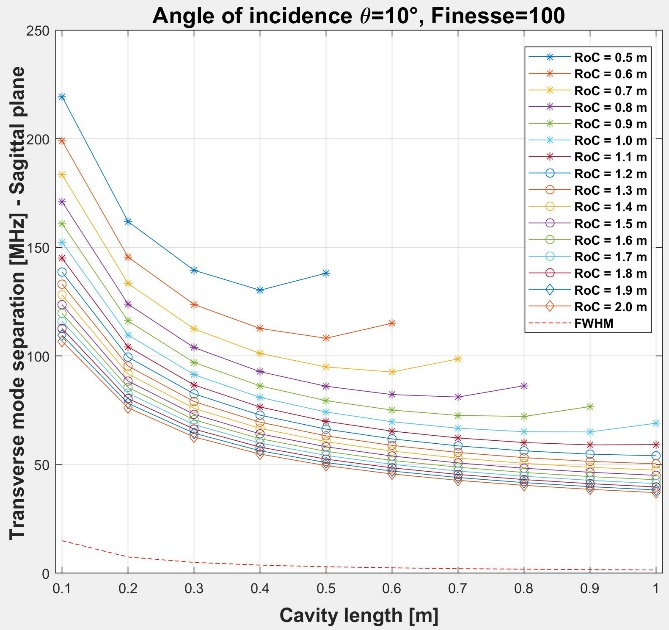 Angle of incidence θ=10°, Finesse=100
Transverse mode separation [MHz] - Sagittal plane
250
200
150
100
50
0
RoC = 0.5 m
RoC = 0.6 m
RoC = 0.7 m
RoC = 0.8 m
RoC = 0.9 m
RoC = 1.0 m
RoC = 1.1 m
RoC = 1.2 m
RoC = 1.3 m
RoC = 1.4 m
RoC = 1.5 m
RoC = 1.6 m
RoC = 1.7 m
RoC = 1.8 m
RoC = 1.9 m
RoC = 2.0 m
FWHM
0.1 0.2 0.3 0.4 0.5 0.6 0.7 0.8 0.9 1
Cavity length [m]